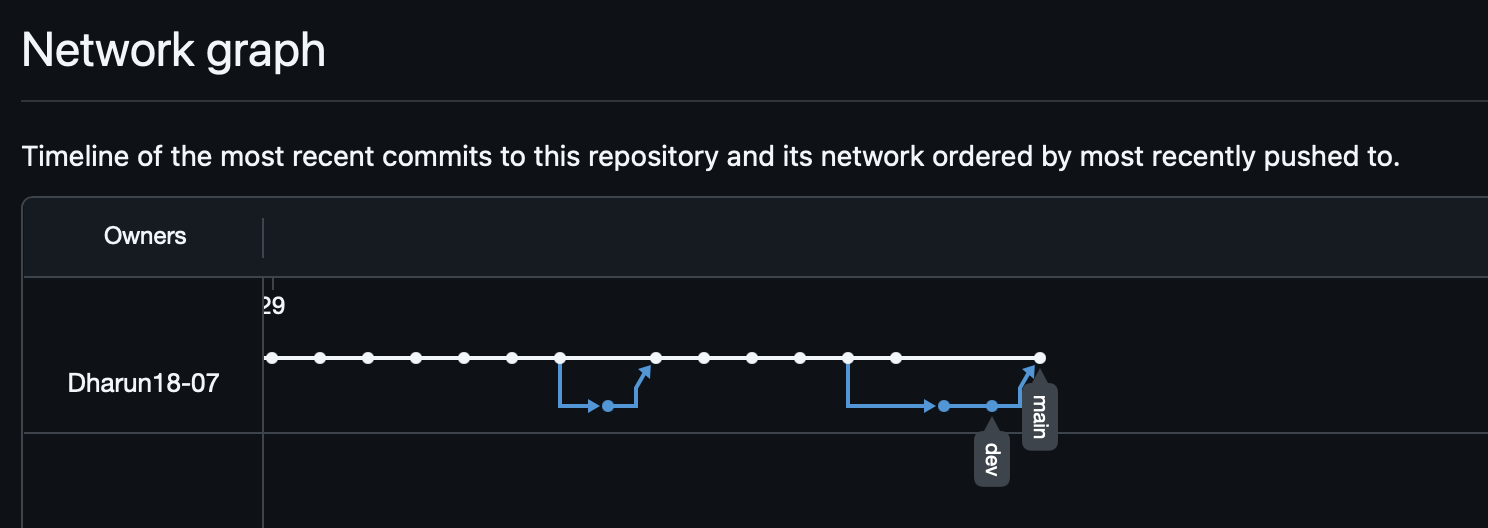 Network graph
Timeline of the most recent commits to this repository and its network ordered by most recently pushed to.
Owners
29
Dharun18-07
main
dev